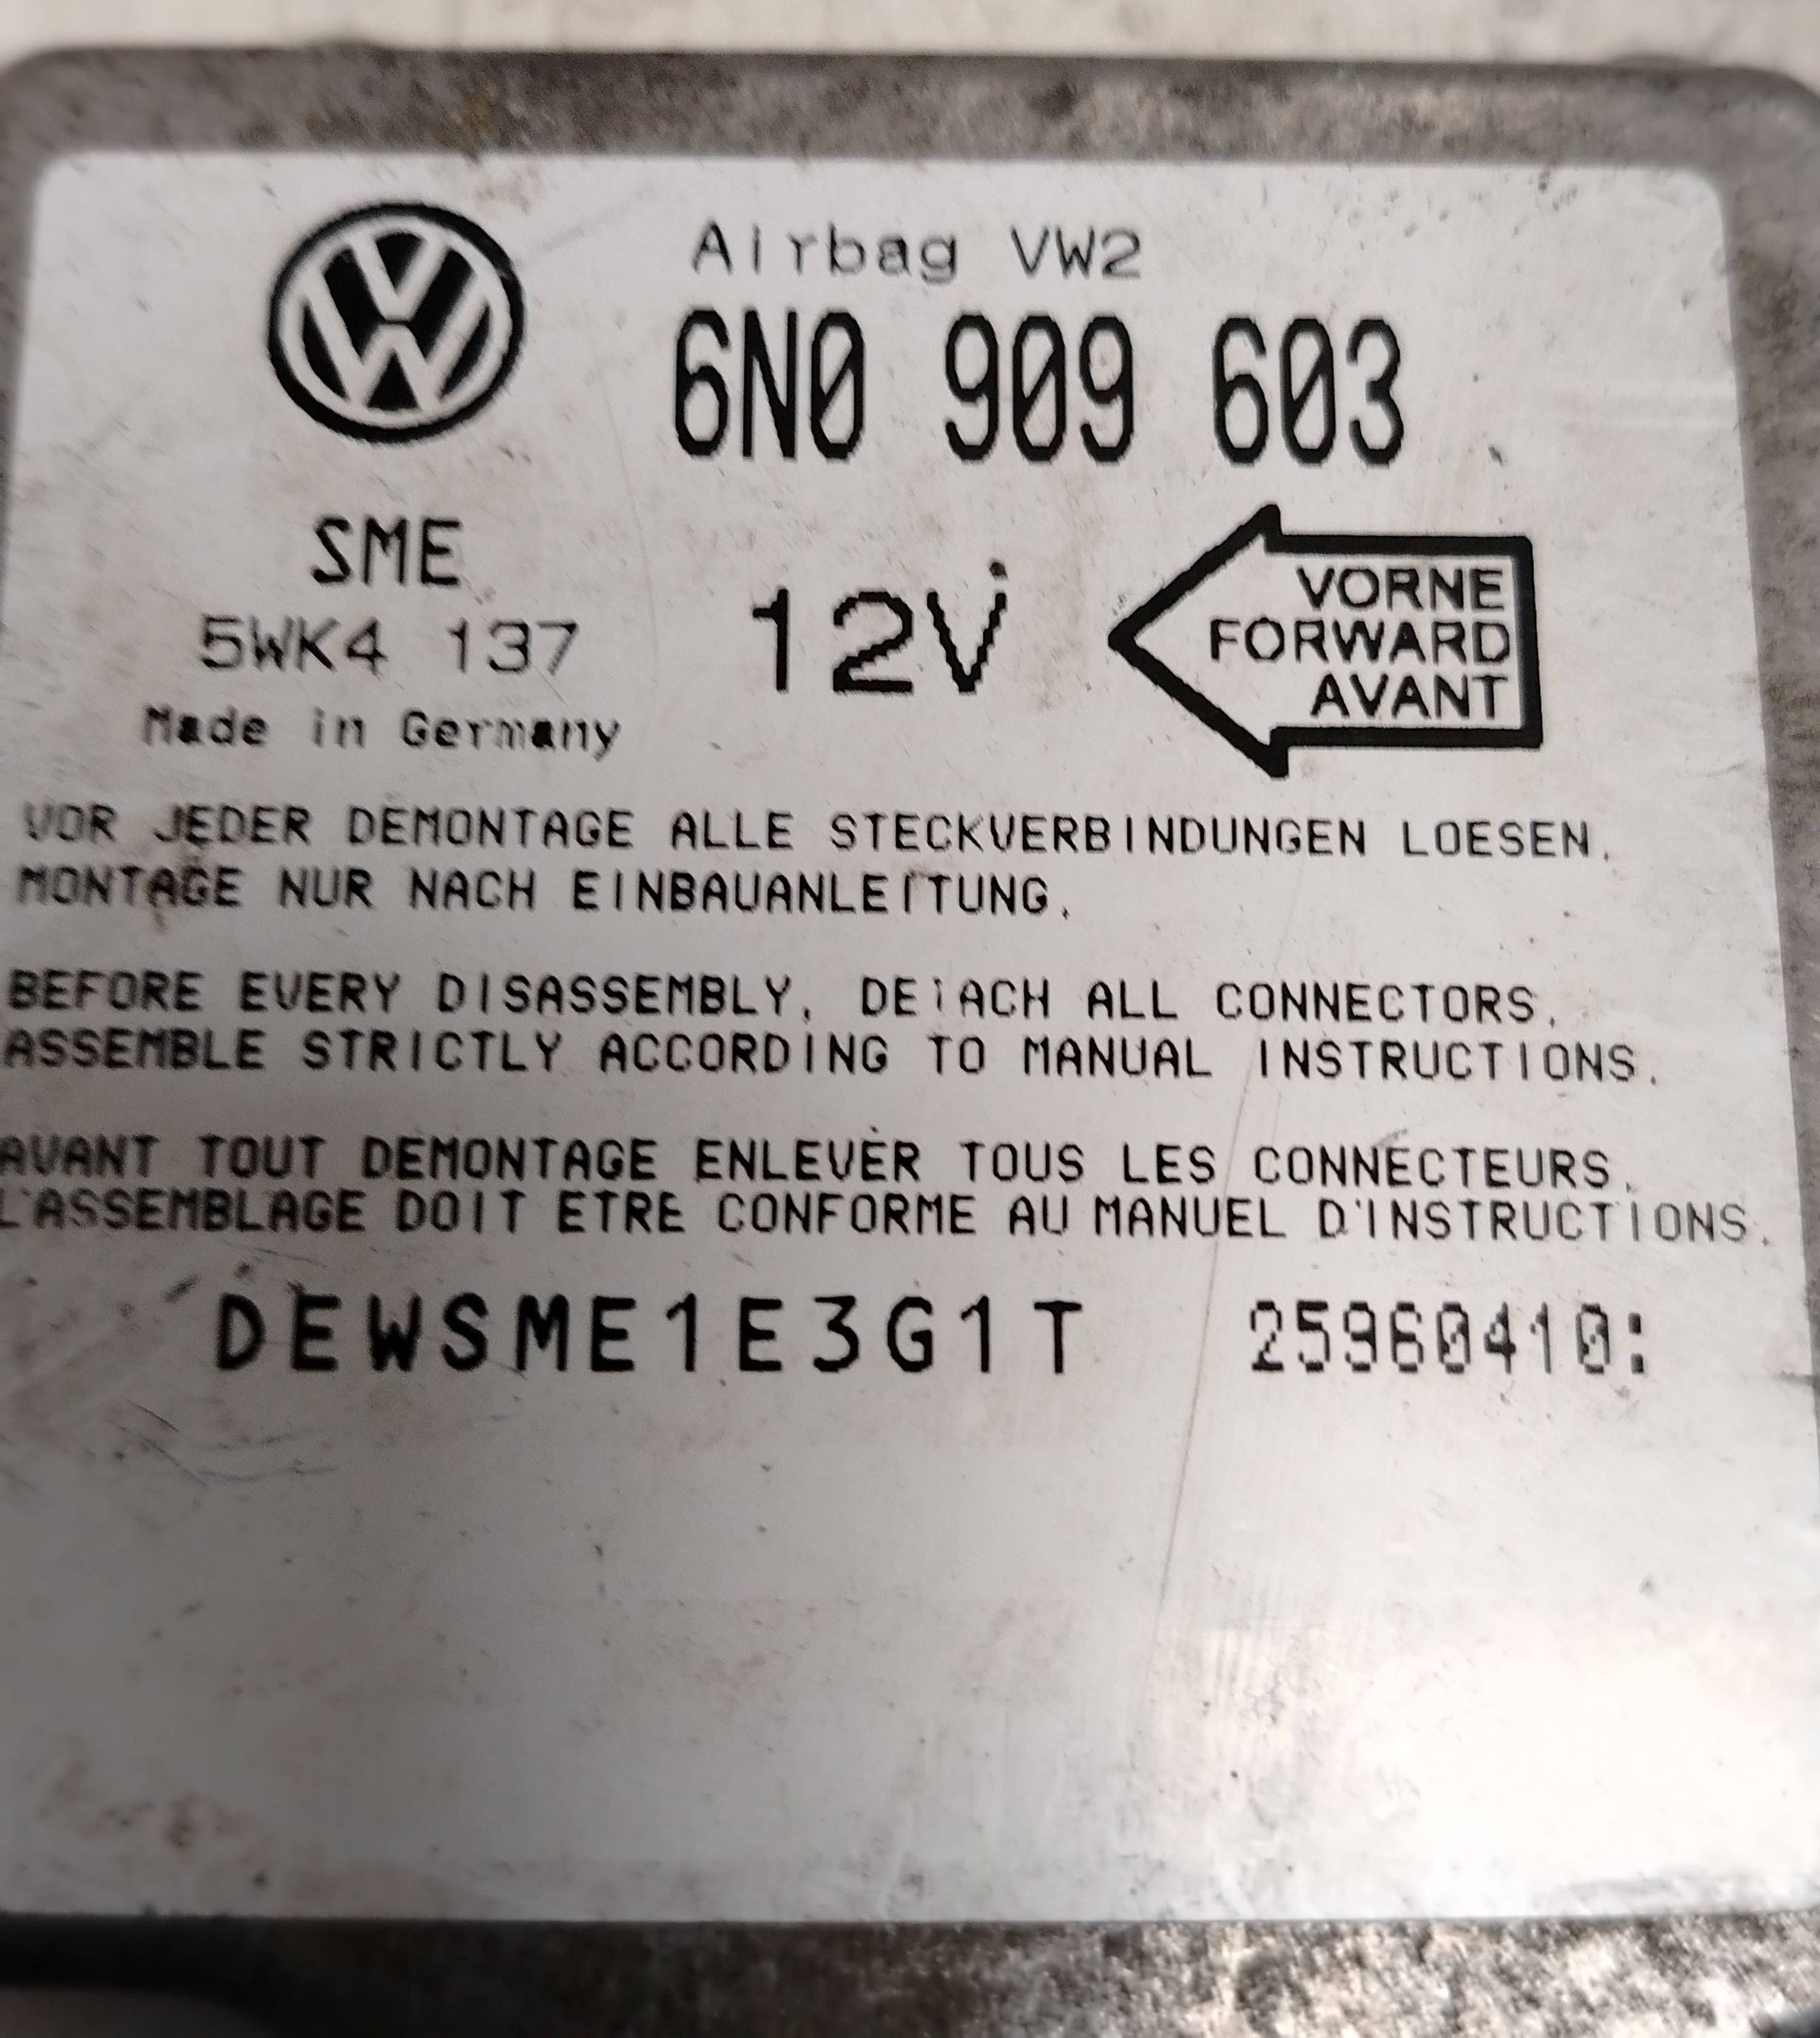 Airbag VW2
6N0 909 603
SME
5WK4 137
Made in Germany
12V
VORNE
FORWARD
AVANT
VOR JEDER DEMONTAGE ALLE STECKVERBINDUNGEN LOESEN.
MONTAGE NUR NACH EINBAUANLEITUNG.
BEFORE EVERY DISASSEMBLY, DETACH ALL CONNECTORS.
ASSEMBLE STRICTLY ACCORDING TO MANUAL INSTRUCTIONS.
AVANT TOUT DEMONTAGE ENLEVER TOUS LES CONNECTEURS.
L'ASSEMBLAGE DOIT ETRE CONFORME AU MANUEL D'INSTRUCTIONS.
DEWSME1E3G1T 25960410: